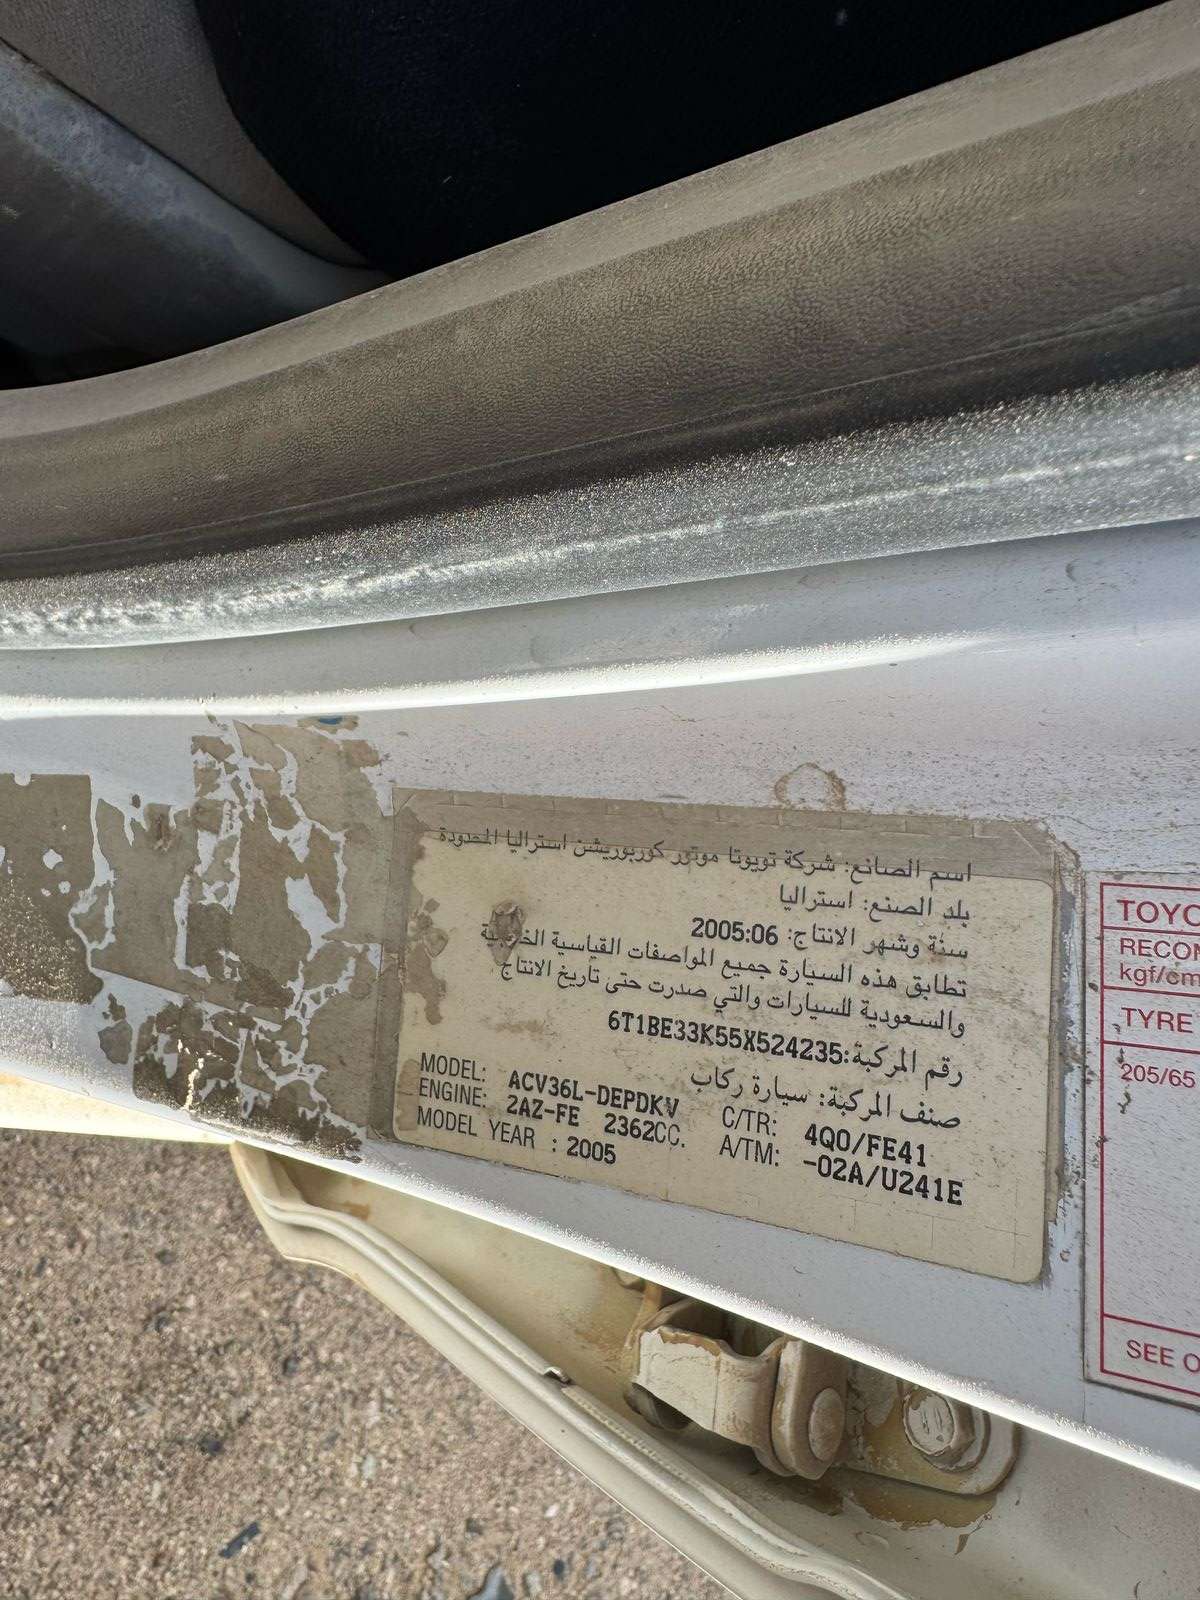 اسم الصانع: شركة تويوتا موتور كوربوريشن استراليا المحدودة
بلد الصنع: استراليا
سنة وشهر الانتاج: 2005:06
تطابق هذه السيارة جميع المواصفات القياسية الخليجية
والسعودية للسيارات والتي صدرت حتى تاريخ الانتاج
رقم المركبة: 6T1BE33K55X524235
صنف المركبة: سيارة ركاب
MODEL: ACV36L-DEPDKV C/TR: 4Q0/FE41
ENGINE: 2AZ-FE 2362CC. A/TM: -02A/U241E
MODEL YEAR : 2005
TOYO
RECOM
kgf/cm
TYRE
205/65
SEE O